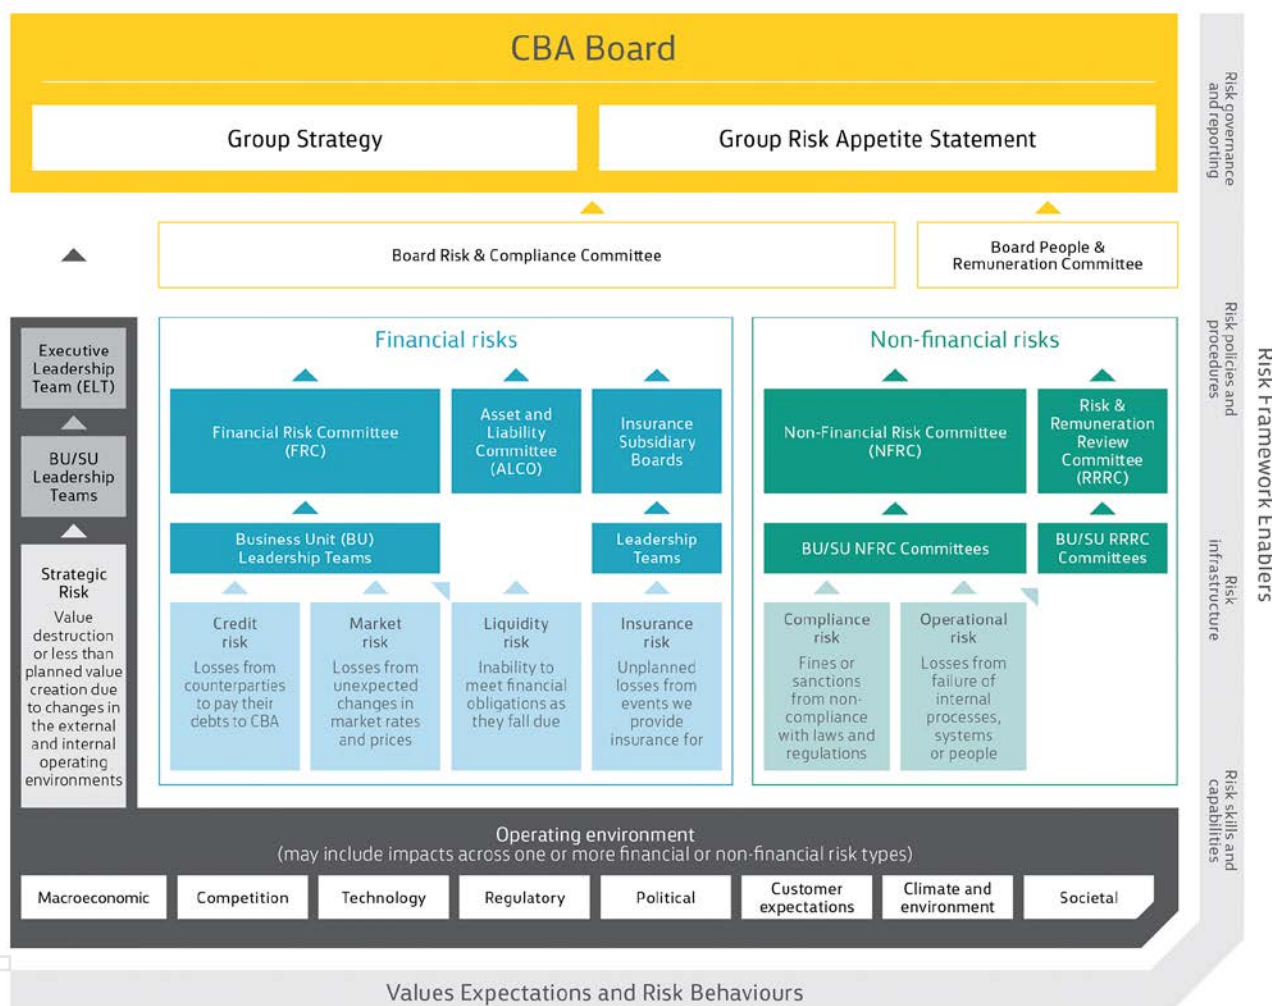 CBA Board
Group Strategy
Group Risk Appetite Statement
Board Risk & Compliance Committee
Board People &
Remuneration Committee
Executive
Leadership
Team (ELT)
BU/SU
Leadership
Teams
Strategic
Risk
Value
destruction
or less than
planned value
creation due
to changes in
the external
and internal
operating
environments
Financial risks
Financial Risk Committee
(FRC)
Asset and
Liability
Committee
(ALCO)
Insurance
Subsidiary
Boards
Business Unit (BU)
Leadership Teams
Leadership
Teams
Credit
risk
Losses from
counterparties
to pay their
debts to CBA
Market
risk
Losses from
unexpected
changes in
market rates
and prices
Liquidity
risk
Inability to
meet financial
obligations as
they fall due
Insurance
risk
Unplanned
losses from
events we
provide
insurance for
Non-financial risks
Non-Financial Risk Committee
(NFRC)
Risk &
Remuneration
Review
Committee
(RRRC)
BU/SU NFRC Committees
BU/SU RRRC
Committees
Compliance
risk
Fines or
sanctions
from non-
compliance
with laws and
regulations
Operational
risk
Losses from
failure of
internal
processes,
systems
or people
Operating environment
(may include impacts across one or more financial or non-financial risk types)
Macroeconomic
Competition
Technology
Regulatory
Political
Customer
expectations
Climate and
environment
Societal
Values Expectations and Risk Behaviours
Risk governance
and reporting
Risk policies and
procedures
Risk
infrastructure
Risk skills and
capabilities
Risk Framework Enablers